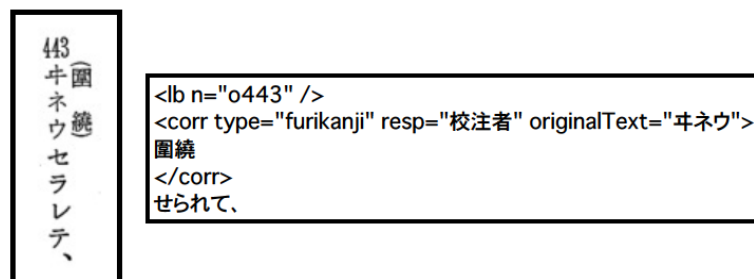 443
(圍繞)
ヰネウセラレテ、
<lb n="o443" />
<corr type="furikanji" resp="校注者" originalText="ヰネウ">
圍繞
</corr>
せられて、